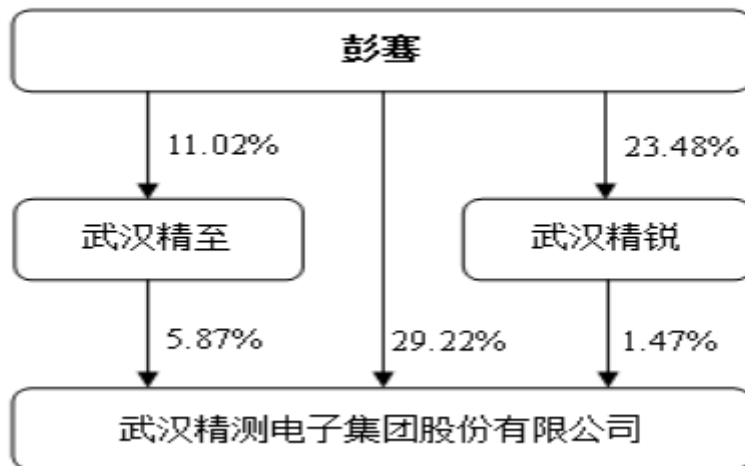 彭骞
11.02%
23.48%
武汉精至
武汉精锐
5.87%
29.22%
1.47%
武汉精测电子集团股份有限公司